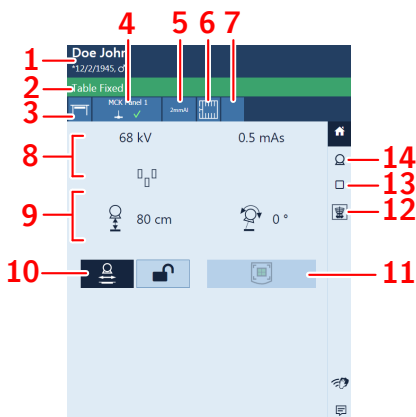 4 5 6 7
Doe John
1
*12/2/1945, ♂
2 Table Fixed
3
MCK Panel 1
2mmAl
8
68 kV 0.5 mAs
14
13
12
9
80 cm 0 °
10
11